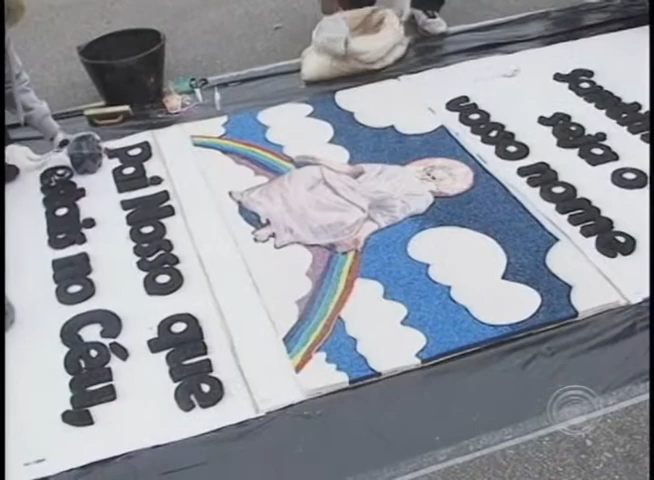 Pai Nosso que
estais no Céu,
Santificado
seja o
vosso nome